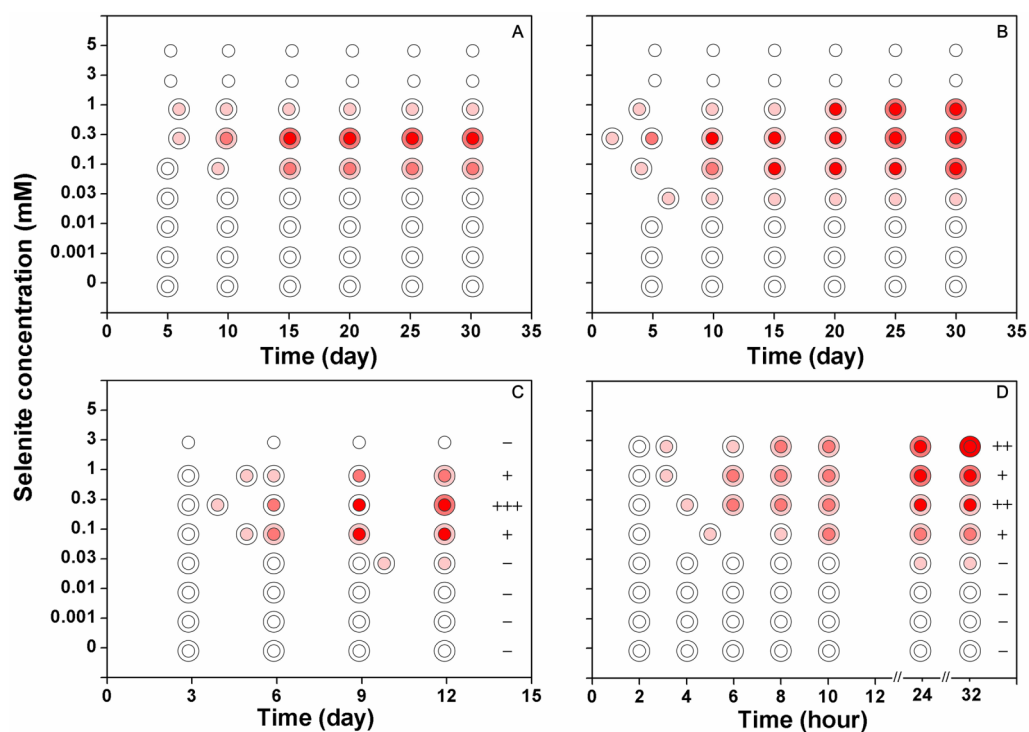 Selenite concentration (mM)
A
5
3
1
0.3
0.1
0.03
0.01
0.001
0
0 5 10 15 20 25 30 35
Time (day)
B
0 5 10 15 20 25 30 35
Time (day)
C
5
3 −
1 +
0.3 +++
0.1 +
0.03 −
0.01 −
0.001 −
0 −
0 3 6 9 12 15
Time (day)
D
++
+
++
+
−
−
−
−
0 2 4 6 8 10 12 // 24 // 32
Time (hour)